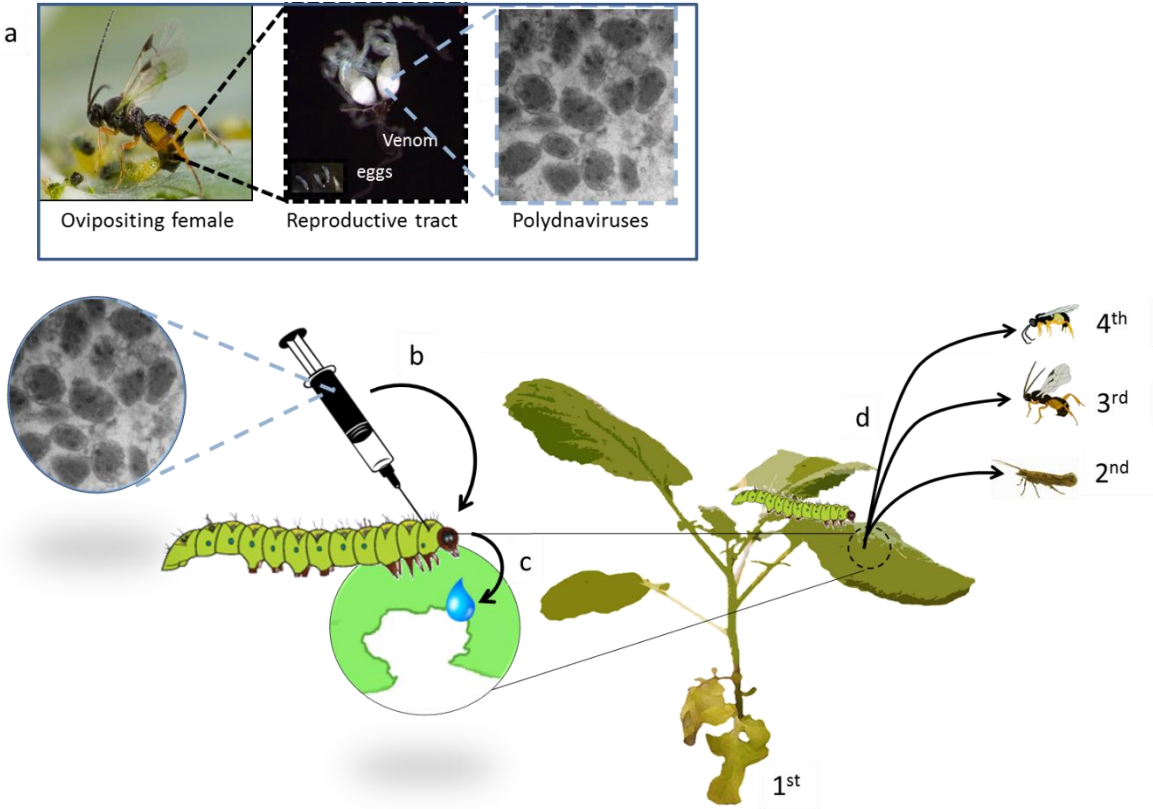 a
Venom
eggs
Ovipositing female
Reproductive tract
Polydnaviruses
b
c
d
4th
3rd
2nd
1st